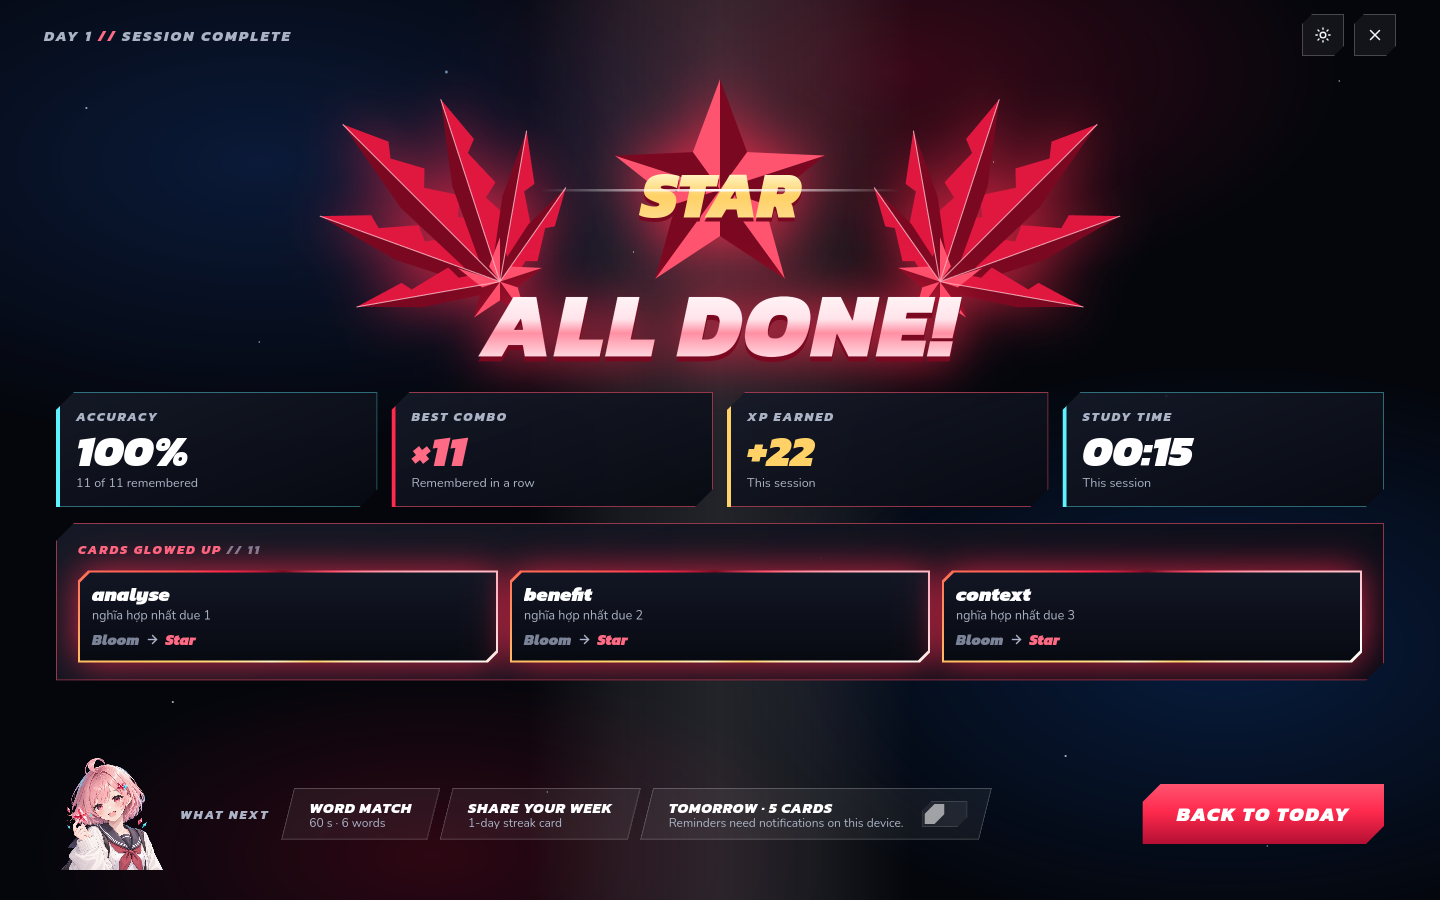 DAY 1 // SESSION COMPLETE
STAR
ALL DONE!
ACCURACY
100%
11 of 11 remembered
BEST COMBO
×11
Remembered in a row
XP EARNED
+22
This session
STUDY TIME
00:15
This session
CARDS GLOWED UP // 11
analyse
nghĩa hợp nhất due 1
Bloom → Star
benefit
nghĩa hợp nhất due 2
Bloom → Star
context
nghĩa hợp nhất due 3
Bloom → Star
WHAT NEXT
WORD MATCH
60 s · 6 words
SHARE YOUR WEEK
1-day streak card
TOMORROW · 5 CARDS
Reminders need notifications on this device.
BACK TO TODAY